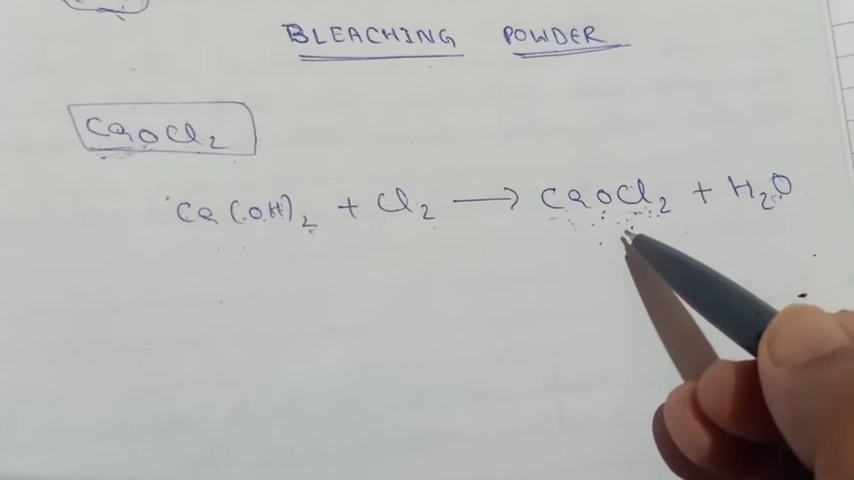 BLEACHING POWDER
CaOCl₂
Ca(OH)₂ + Cl₂ → CaOCl₂ + H₂O